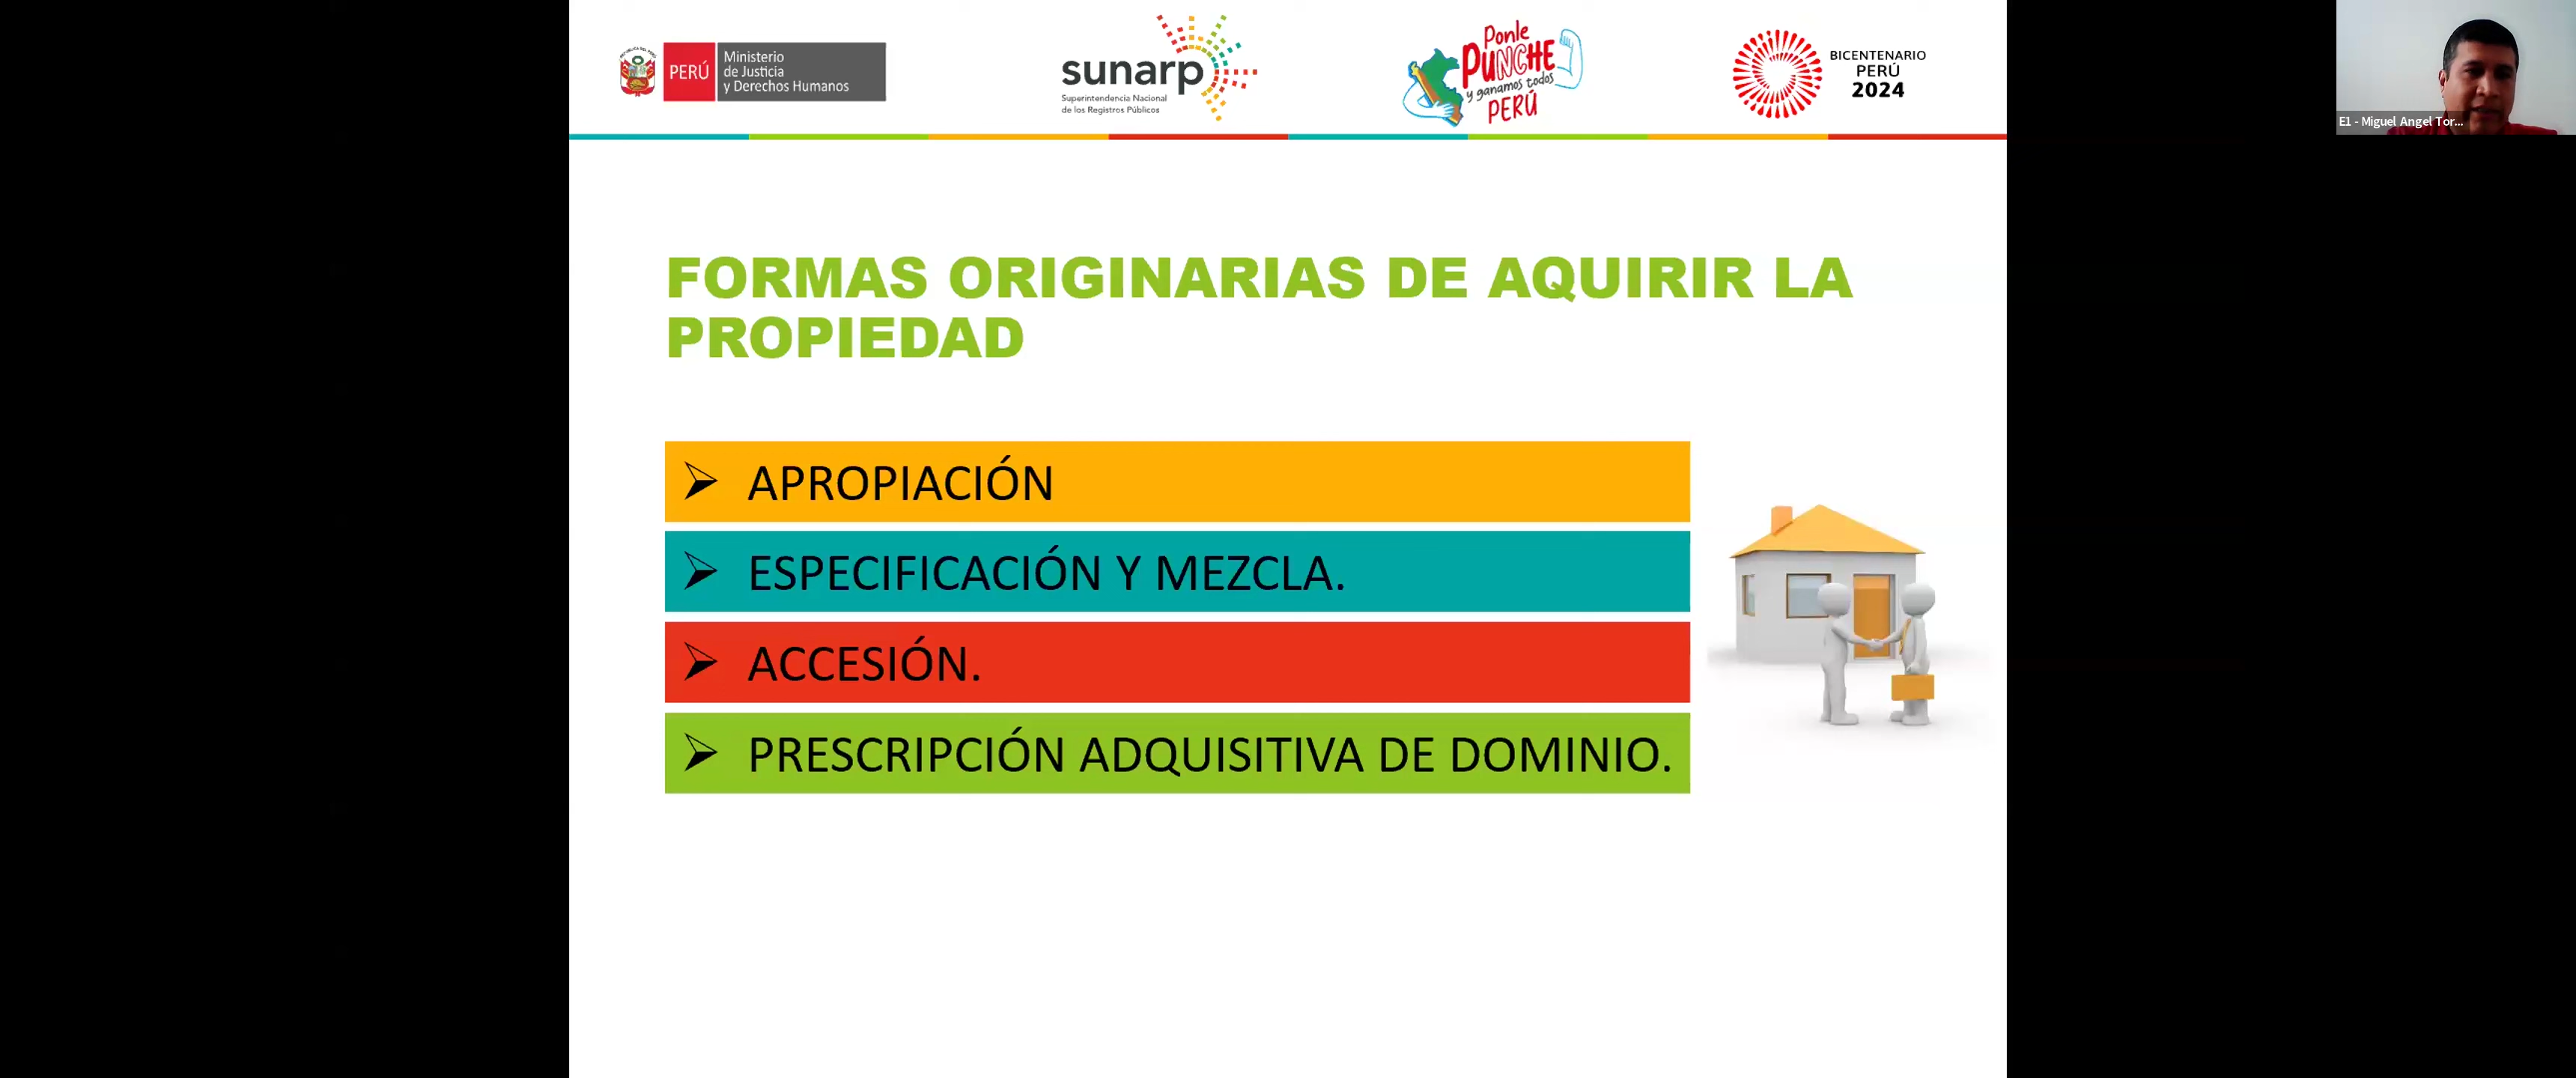 PERÚ
Ministerio
de Justicia
y Derechos Humanos
sunarp
Superintendencia Nacional
de los Registros Públicos
Ponle
PUNCHE
y ganamos todos
PERÚ
BICENTENARIO
PERÚ
2024
E1 - Miguel Angel Tor...
FORMAS ORIGINARIAS DE AQUIRIR LA
PROPIEDAD
➢ APROPIACIÓN
➢ ESPECIFICACIÓN Y MEZCLA.
➢ ACCESIÓN.
➢ PRESCRIPCIÓN ADQUISITIVA DE DOMINIO.